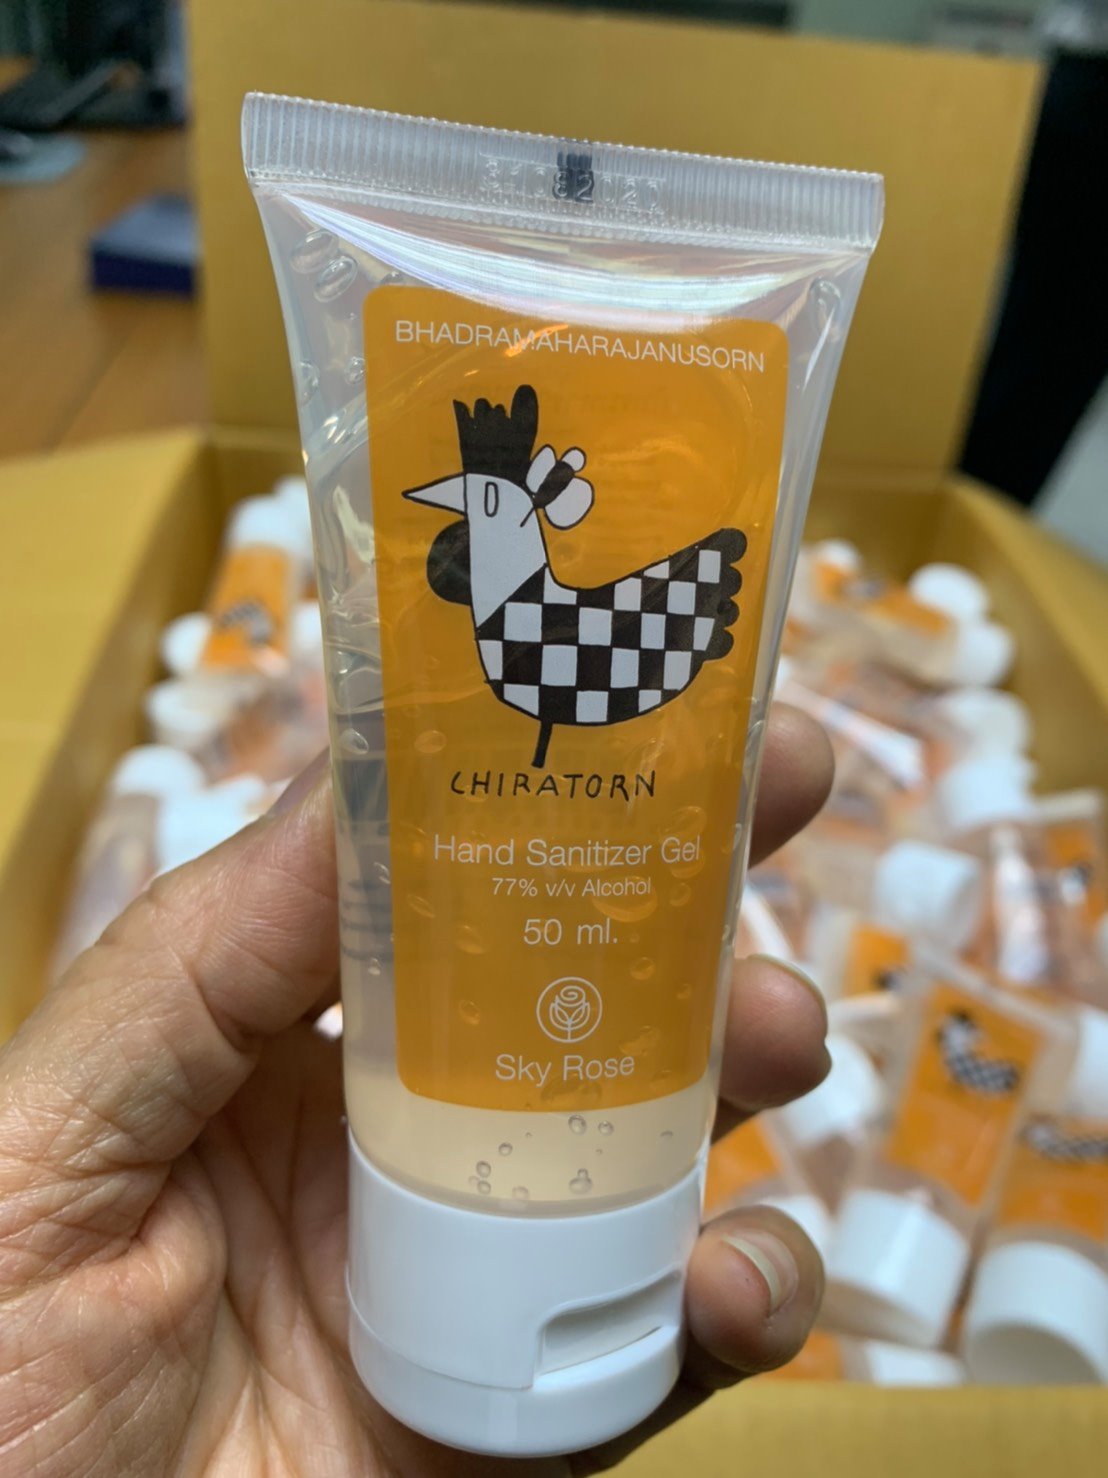 BHADRAMAHARAJANUSORN
CHIRATORN
Hand Sanitizer Gel
77% v/v Alcohol
50 ml.
Sky Rose